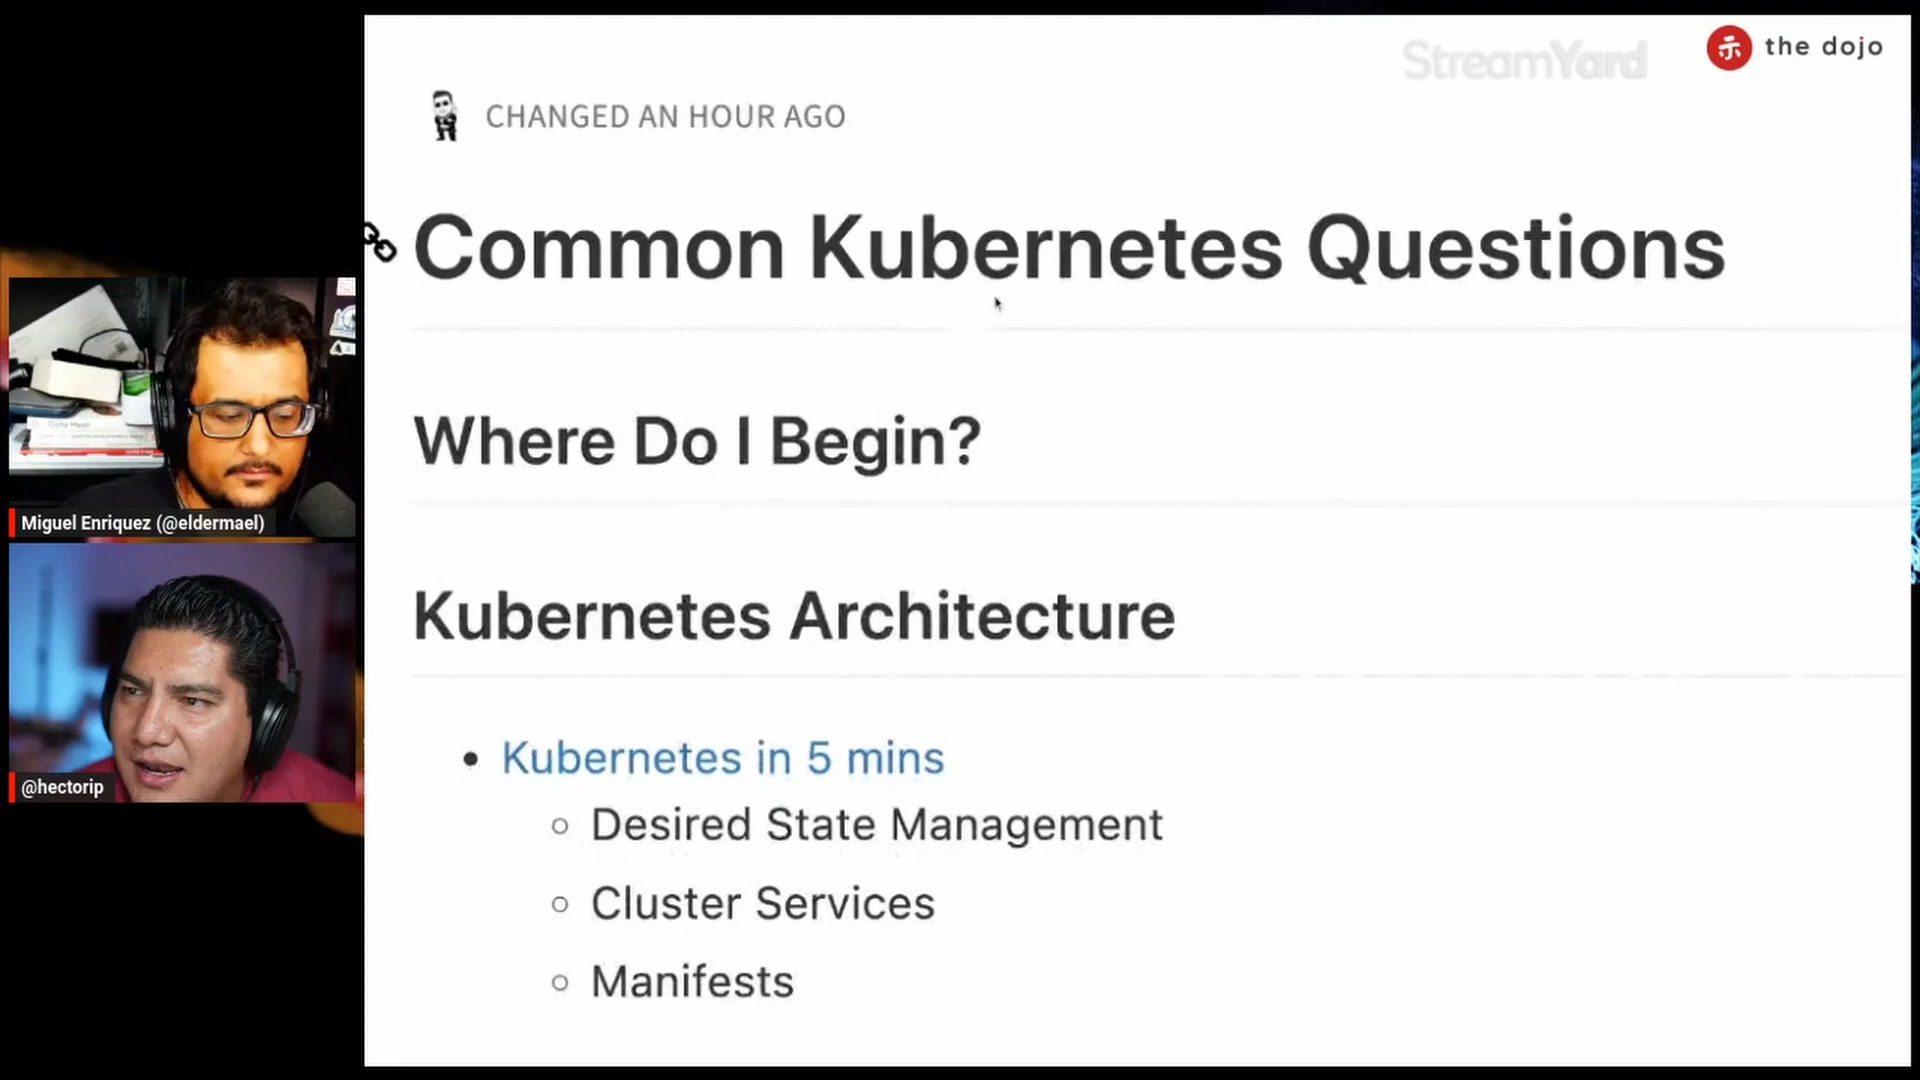 StreamYard
the dojo
CHANGED AN HOUR AGO
Common Kubernetes Questions
Where Do I Begin?
Kubernetes Architecture
Kubernetes in 5 mins
Desired State Management
Cluster Services
Manifests
Miguel Enriquez (@eldermael)
@hectorip